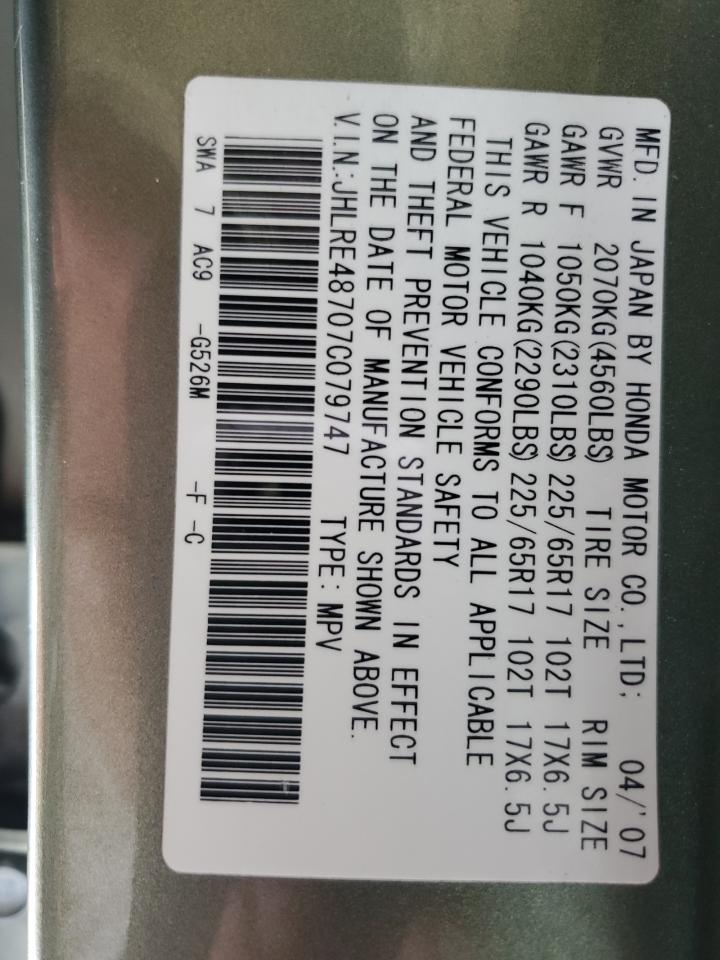 MFD. IN JAPAN BY HONDA MOTOR CO.,LTD; 04/'07
GVWR 2070KG(4560LBS) TIRE SIZE RIM SIZE
GAWR F 1050KG(2310LBS) 225/65R17 102T 17X6.5J
GAWR R 1040KG(2290LBS) 225/65R17 102T 17X6.5J
THIS VEHICLE CONFORMS TO ALL APPLICABLE
FEDERAL MOTOR VEHICLE SAFETY
AND THEFT PREVENTION STANDARDS IN EFFECT
ON THE DATE OF MANUFACTURE SHOWN ABOVE.
V.I.N.:JHLRE48707C079747 TYPE:MPV
SWA 7 AC9 -G526M -F -C